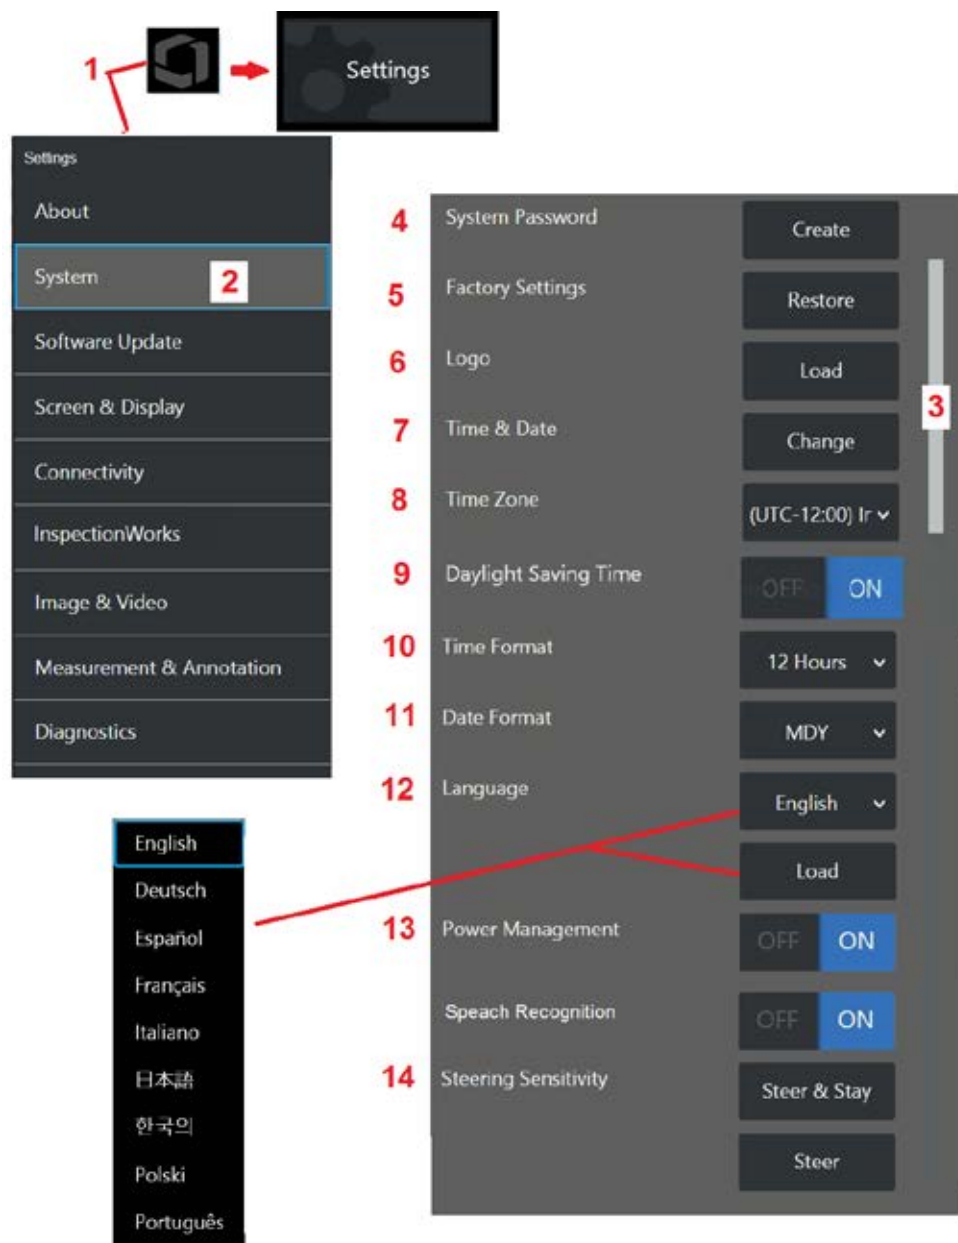 1
Settings
Settings
About
System 2
Software Update
Screen & Display
Connectivity
InspectionWorks
Image & Video
Measurement & Annotation
Diagnostics
English
Deutsch
Español
Français
Italiano
日本語
한국의
Polski
Português
3
4 System Password Create
5 Factory Settings Restore
6 Logo Load
7 Time & Date Change
8 Time Zone (UTC-12:00) Ir
9 Daylight Saving Time OFF ON
10 Time Format 12 Hours
11 Date Format MDY
12 Language English
Load
13 Power Management OFF ON
Speach Recognition OFF ON
14 Steering Sensitivity Steer & Stay
Steer